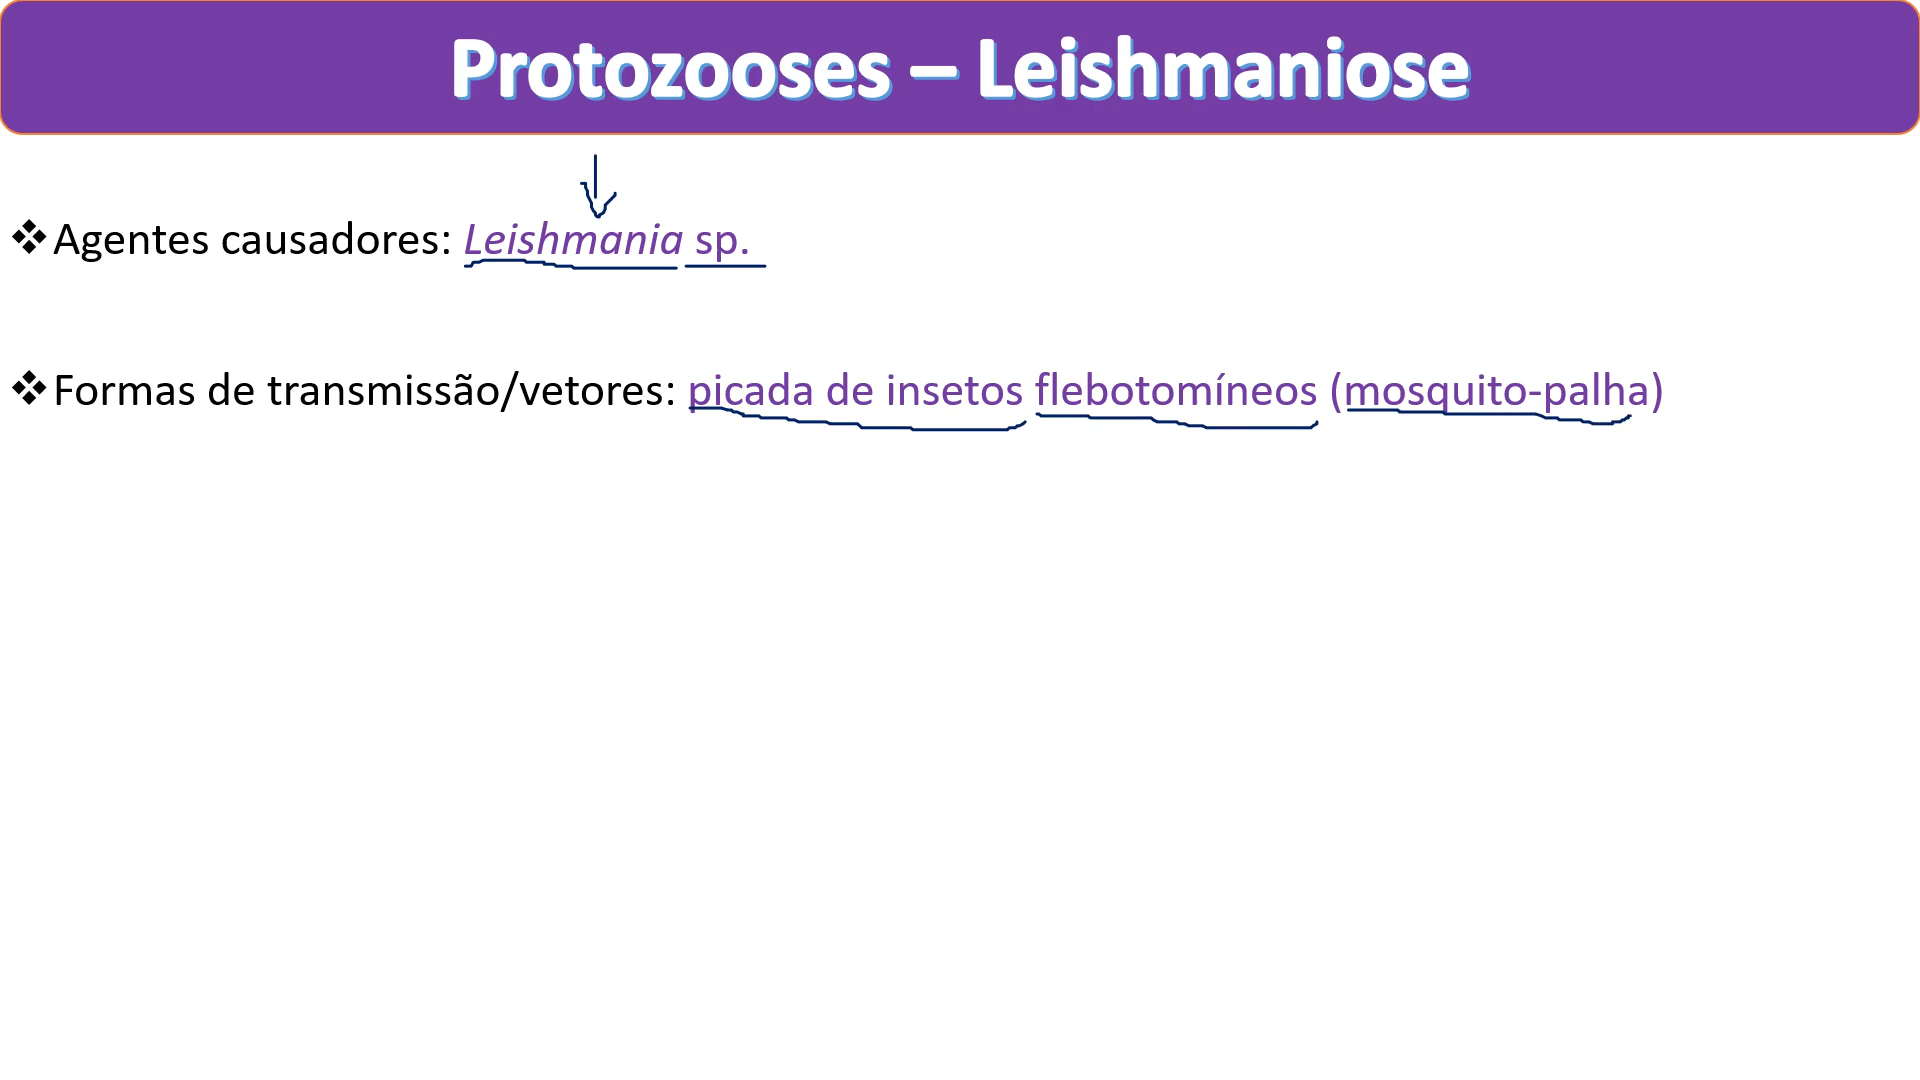 Protozooses – Leishmaniose
❖Agentes causadores: Leishmania sp.
❖Formas de transmissão/vetores: picada de insetos flebotomíneos (mosquito-palha)